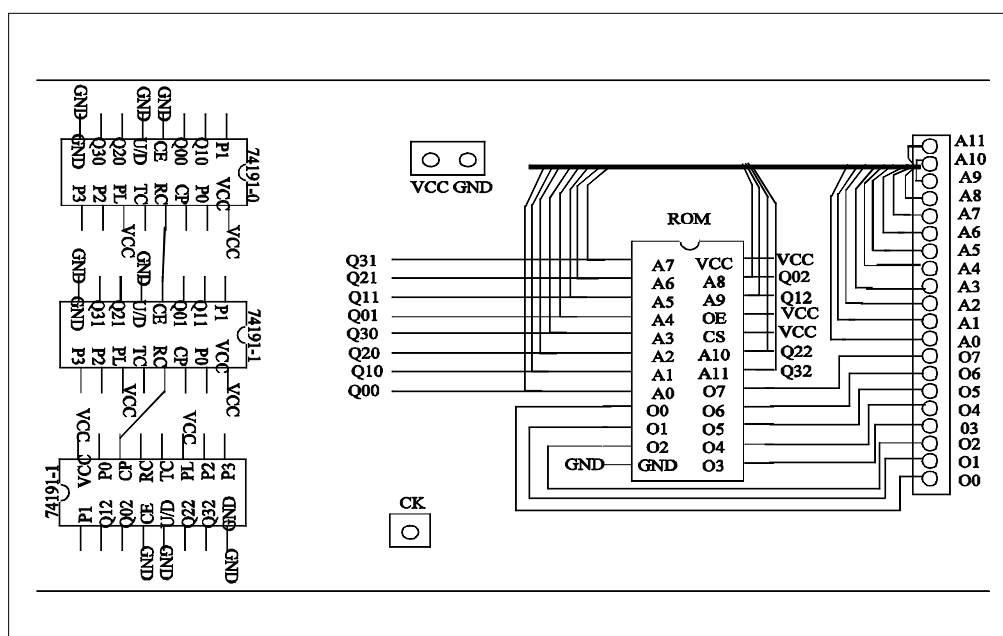 GND GND GND
GND Q30 Q20 U/D CE Q00 Q10 P1
74191-0
P3 P2 PL TC RC CP P0 VCC
VCC VCC
GND GND
GND Q31 Q21 U/D CE Q01 Q11 P1
74191-1
P3 P2 PL TC RC CP P0 VCC
VCC VCC
VCC VCC
VCC P0 CP RC TC PL P2 P3
74191-1
P1 Q12 Q02 CE U/D Q22 Q32 GND
GND GND GND
VCC GND
Q31
Q21
Q11
Q01
Q30
Q20
Q10
Q00
ROM
A7 VCC VCC
A6 A8 Q02
A5 A9 Q12
A4 OE VCC
A3 CS VCC
A2 A10 Q22
A1 A11 Q32
A0 O7
O0 O6
O1 O5
O2 O4
GND GND O3
CK
A11
A10
A9
A8
A7
A6
A5
A4
A3
A2
A1
A0
O7
O6
O5
O4
03
O2
O1
O0